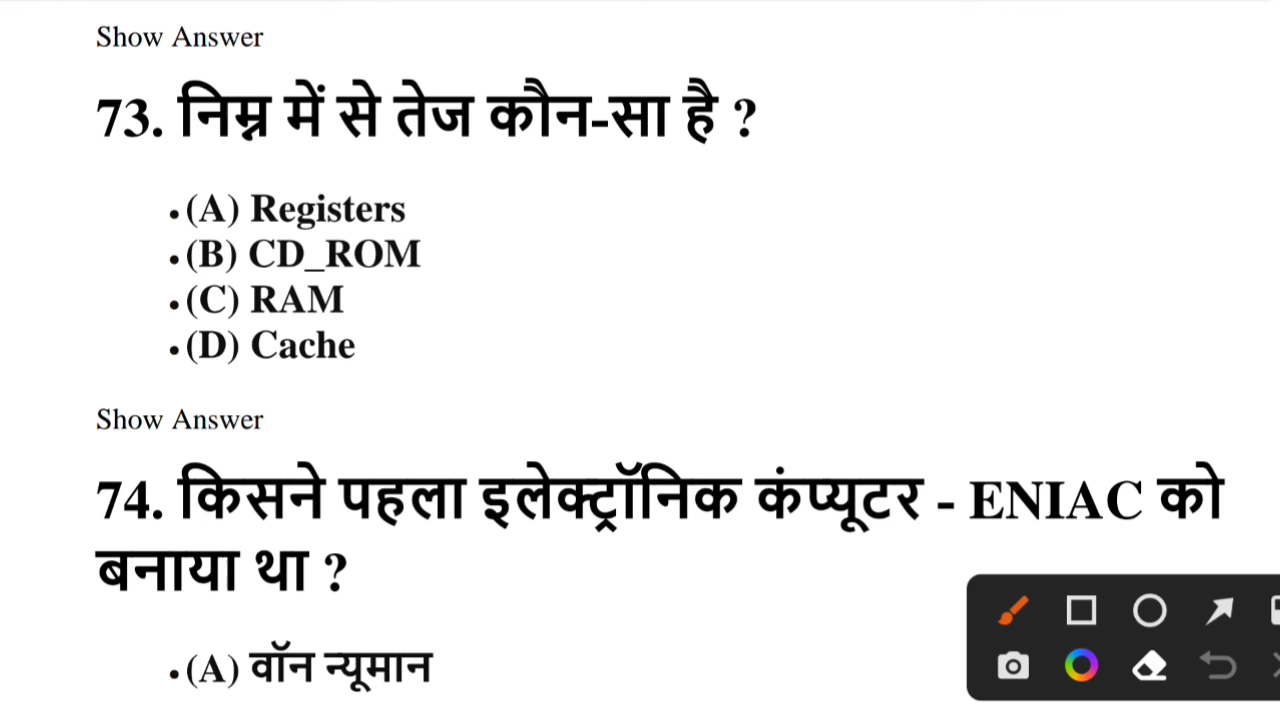 Show Answer
73. निम्न में से तेज कौन-सा है ?
• (A) Registers
• (B) CD_ROM
• (C) RAM
• (D) Cache
Show Answer
74. किसने पहला इलेक्ट्रॉनिक कंप्यूटर - ENIAC को
बनाया था ?
• (A) वॉन न्यूमान